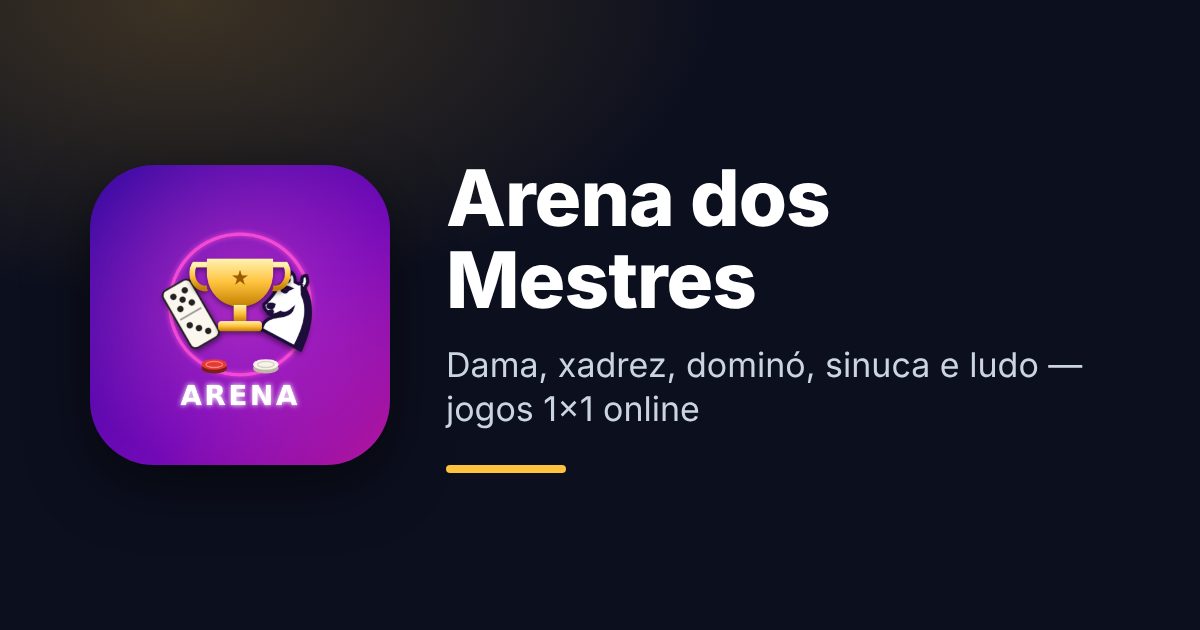 ARENA
Arena dos
Mestres
Dama, xadrez, dominó, sinuca e ludo —
jogos 1×1 online